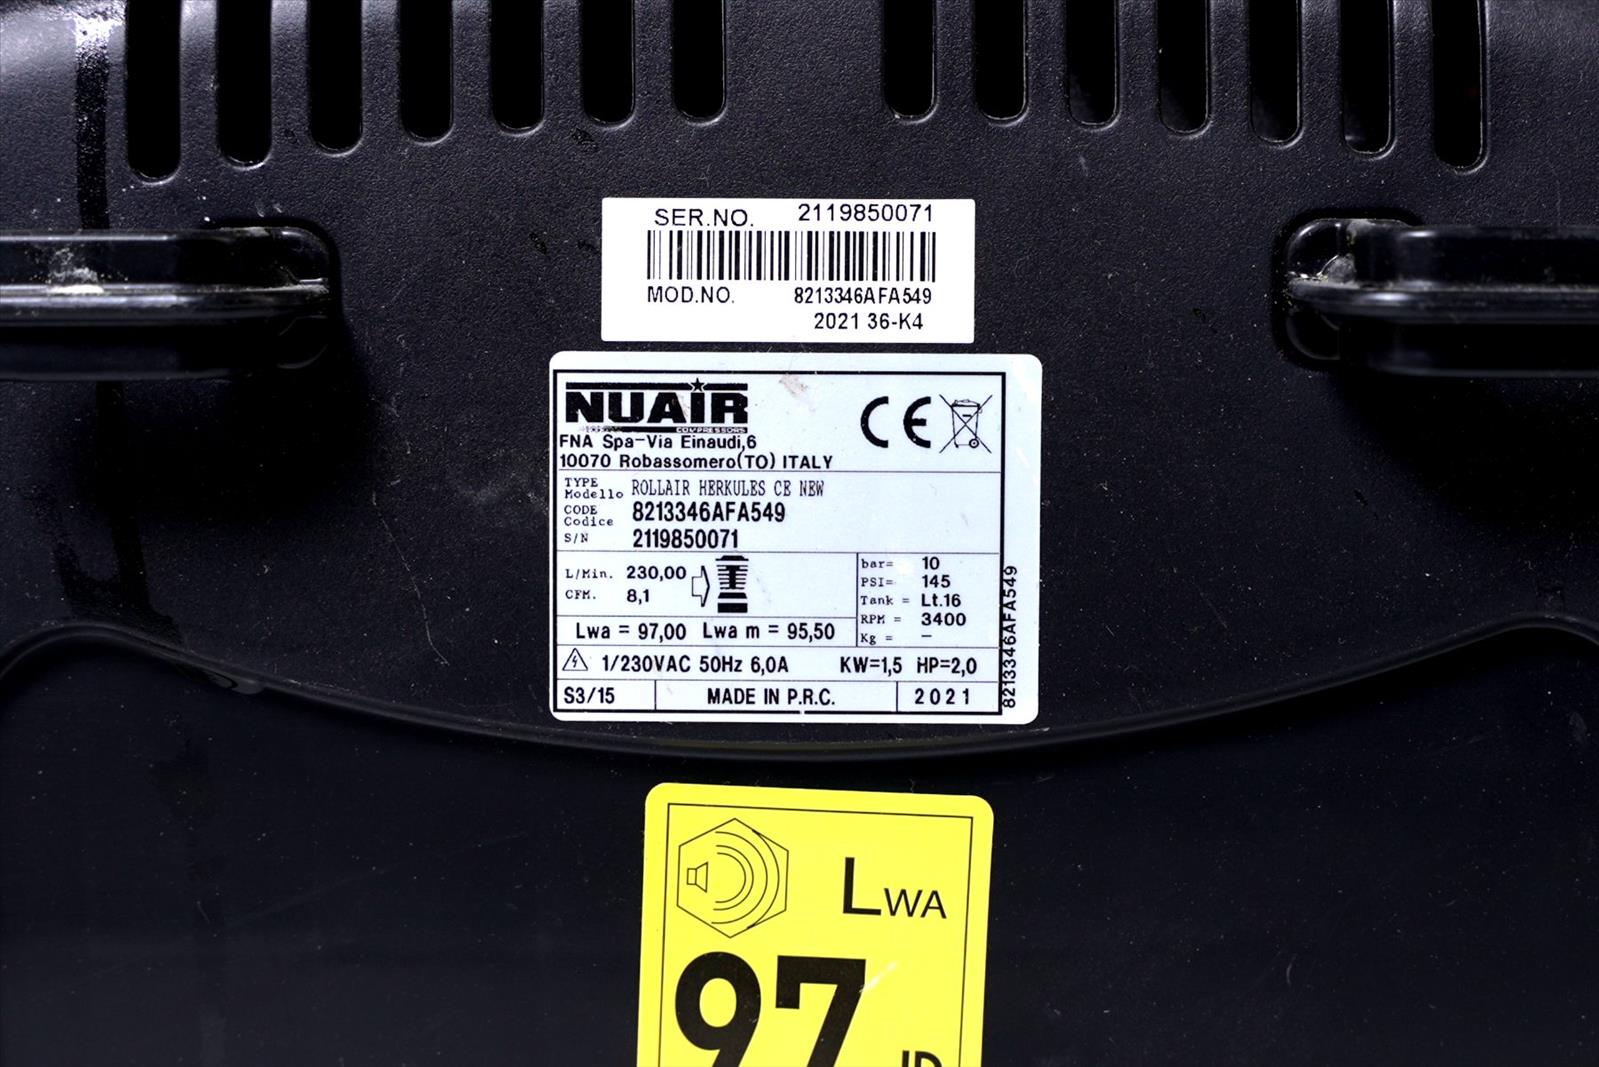 SER.NO. 2119850071
MOD.NO. 8213346AFA549
2021 36-K4
NUAIR
COMPRESSORS
FNA Spa-Via Einaudi,6
10070 Robassomero(TO) ITALY
CE
TYPE
Modello ROLLAIR HERKULES CE NEW
CODE
Codice 8213346AFA549
S/N 2119850071
L/Min. 230,00
CFM. 8,1
bar= 10
PSI= 145
Tank = Lt.16
RPM = 3400
Kg = –
Lwa = 97,00 Lwa m = 95,50
1/230VAC 50Hz 6,0A KW=1,5 HP=2,0
S3/15 MADE IN P.R.C. 2021
8213346AFA549
LWA
97